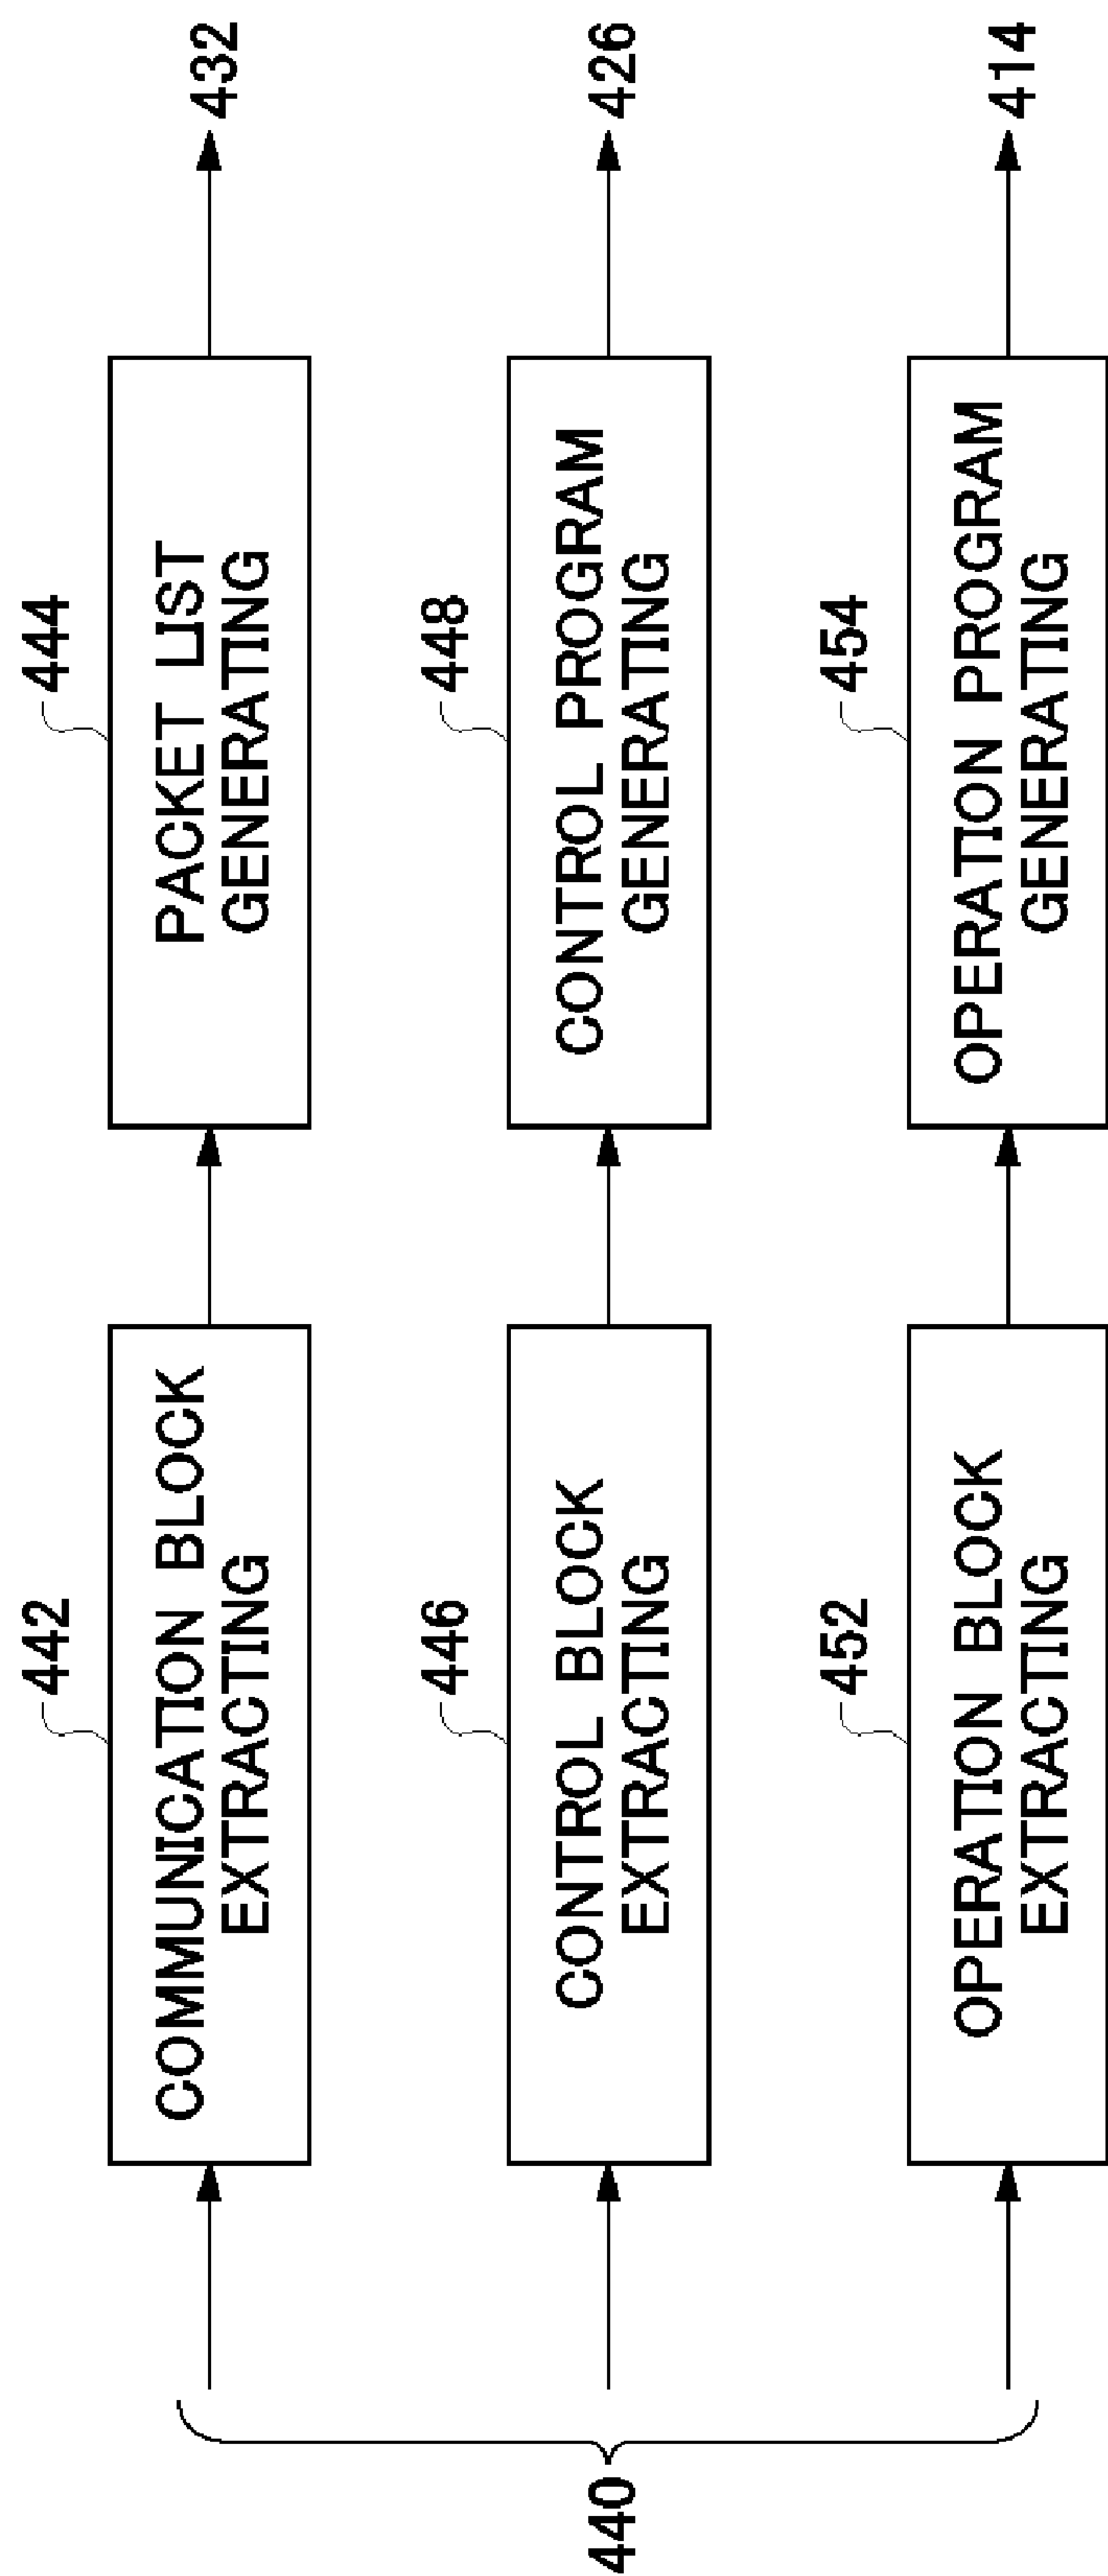 440
442
COMMUNICATION BLOCK
EXTRACTING
444
PACKET LIST
GENERATING
432
446
CONTROL BLOCK
EXTRACTING
448
CONTROL PROGRAM
GENERATING
426
452
OPERATION BLOCK
EXTRACTING
454
OPERATION PROGRAM
GENERATING
414